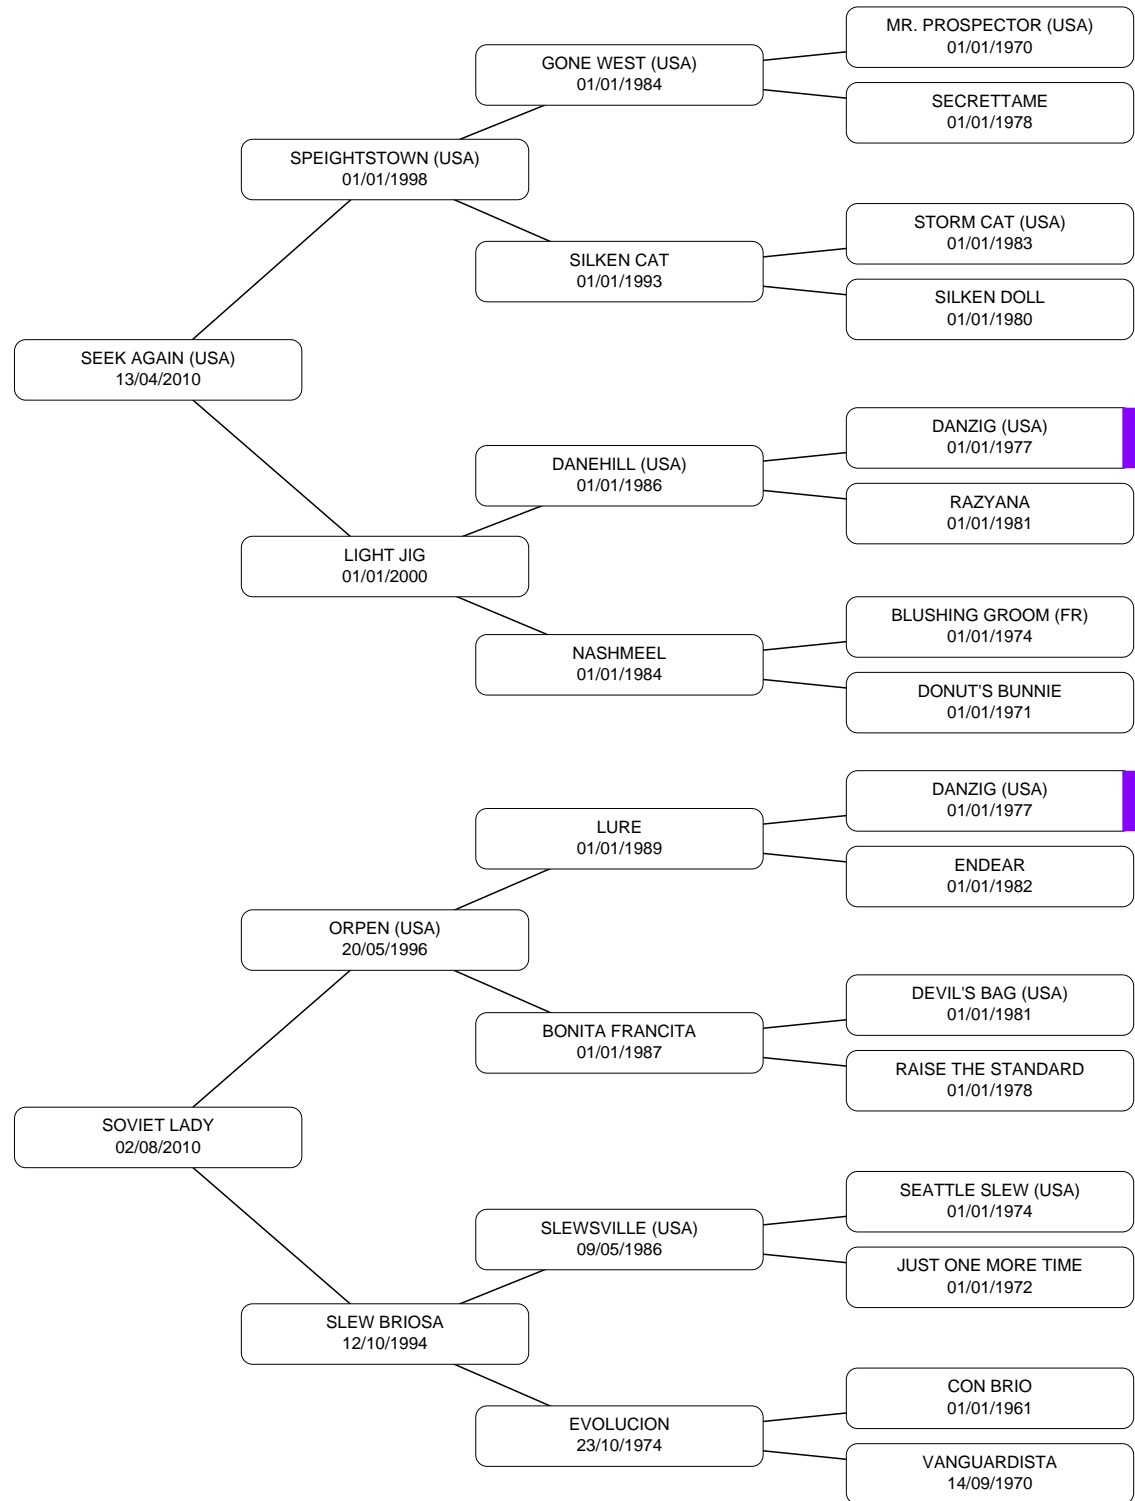 MR. PROSPECTOR (USA)
01/01/1970
GONE WEST (USA)
01/01/1984
SECRETTAME
01/01/1978
SPEIGHTSTOWN (USA)
01/01/1998
STORM CAT (USA)
01/01/1983
SILKEN CAT
01/01/1993
SILKEN DOLL
01/01/1980
SEEK AGAIN (USA)
13/04/2010
DANZIG (USA)
01/01/1977
DANEHILL (USA)
01/01/1986
RAZYANA
01/01/1981
LIGHT JIG
01/01/2000
BLUSHING GROOM (FR)
01/01/1974
NASHMEEL
01/01/1984
DONUT'S BUNNIE
01/01/1971
DANZIG (USA)
01/01/1977
LURE
01/01/1989
ENDEAR
01/01/1982
ORPEN (USA)
20/05/1996
DEVIL'S BAG (USA)
01/01/1981
BONITA FRANCITA
01/01/1987
RAISE THE STANDARD
01/01/1978
SOVIET LADY
02/08/2010
SEATTLE SLEW (USA)
01/01/1974
SLEWSVILLE (USA)
09/05/1986
JUST ONE MORE TIME
01/01/1972
SLEW BRIOSA
12/10/1994
CON BRIO
01/01/1961
EVOLUCION
23/10/1974
VANGUARDISTA
14/09/1970